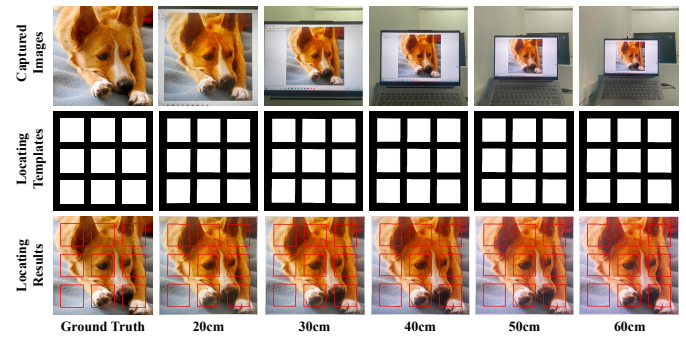 Captured
Images
Locating
Templates
Locating
Results
Ground Truth
20cm
30cm
40cm
50cm
60cm